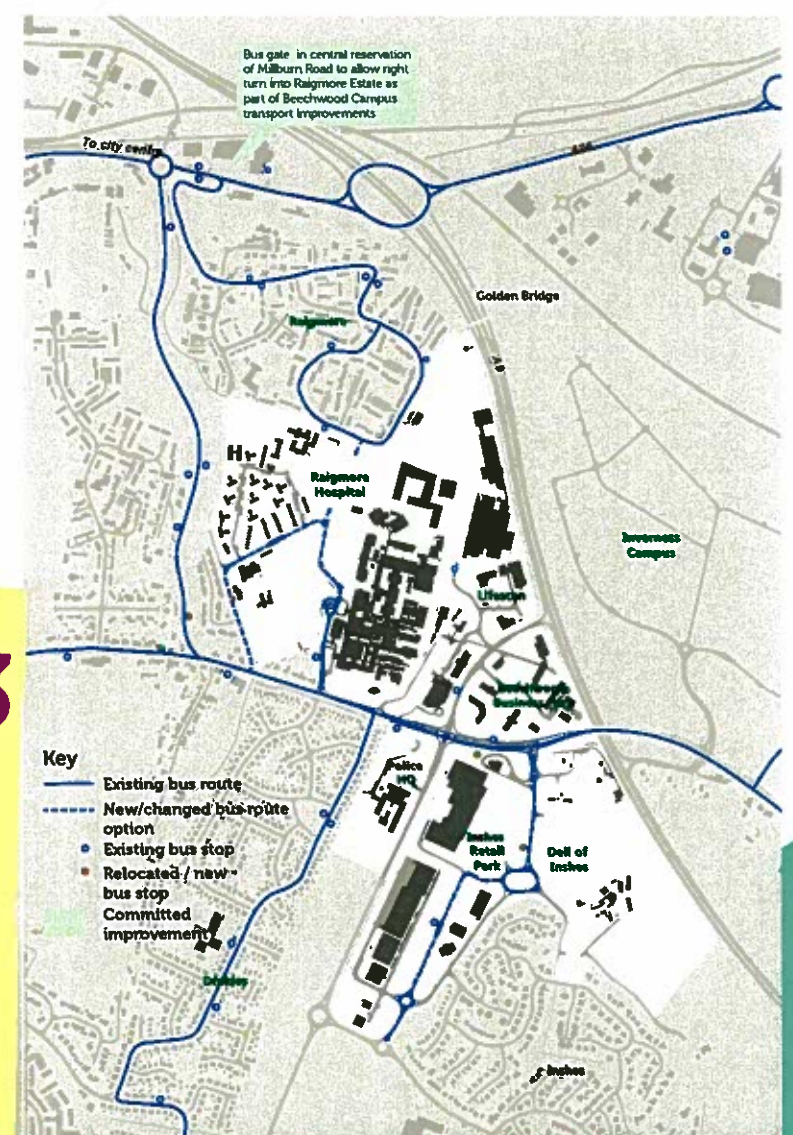 Bus gate in central reservation
of Millburn Road to allow right
turn into Raigmore Estate as
part of Beechwood Campus
transport improvements
To city centre
Golden Bridge
Raigmore
A9
H
Raigmore
Hospital
Inverness
Campus
Lifescan
Business
3
Police
HQ
Inshes
Retail
Park
Dell of
Inshes
Key
Existing bus route
New/changed bus route
option
Existing bus stop
Relocated / new
bus stop
Committed
improvement
Inshes